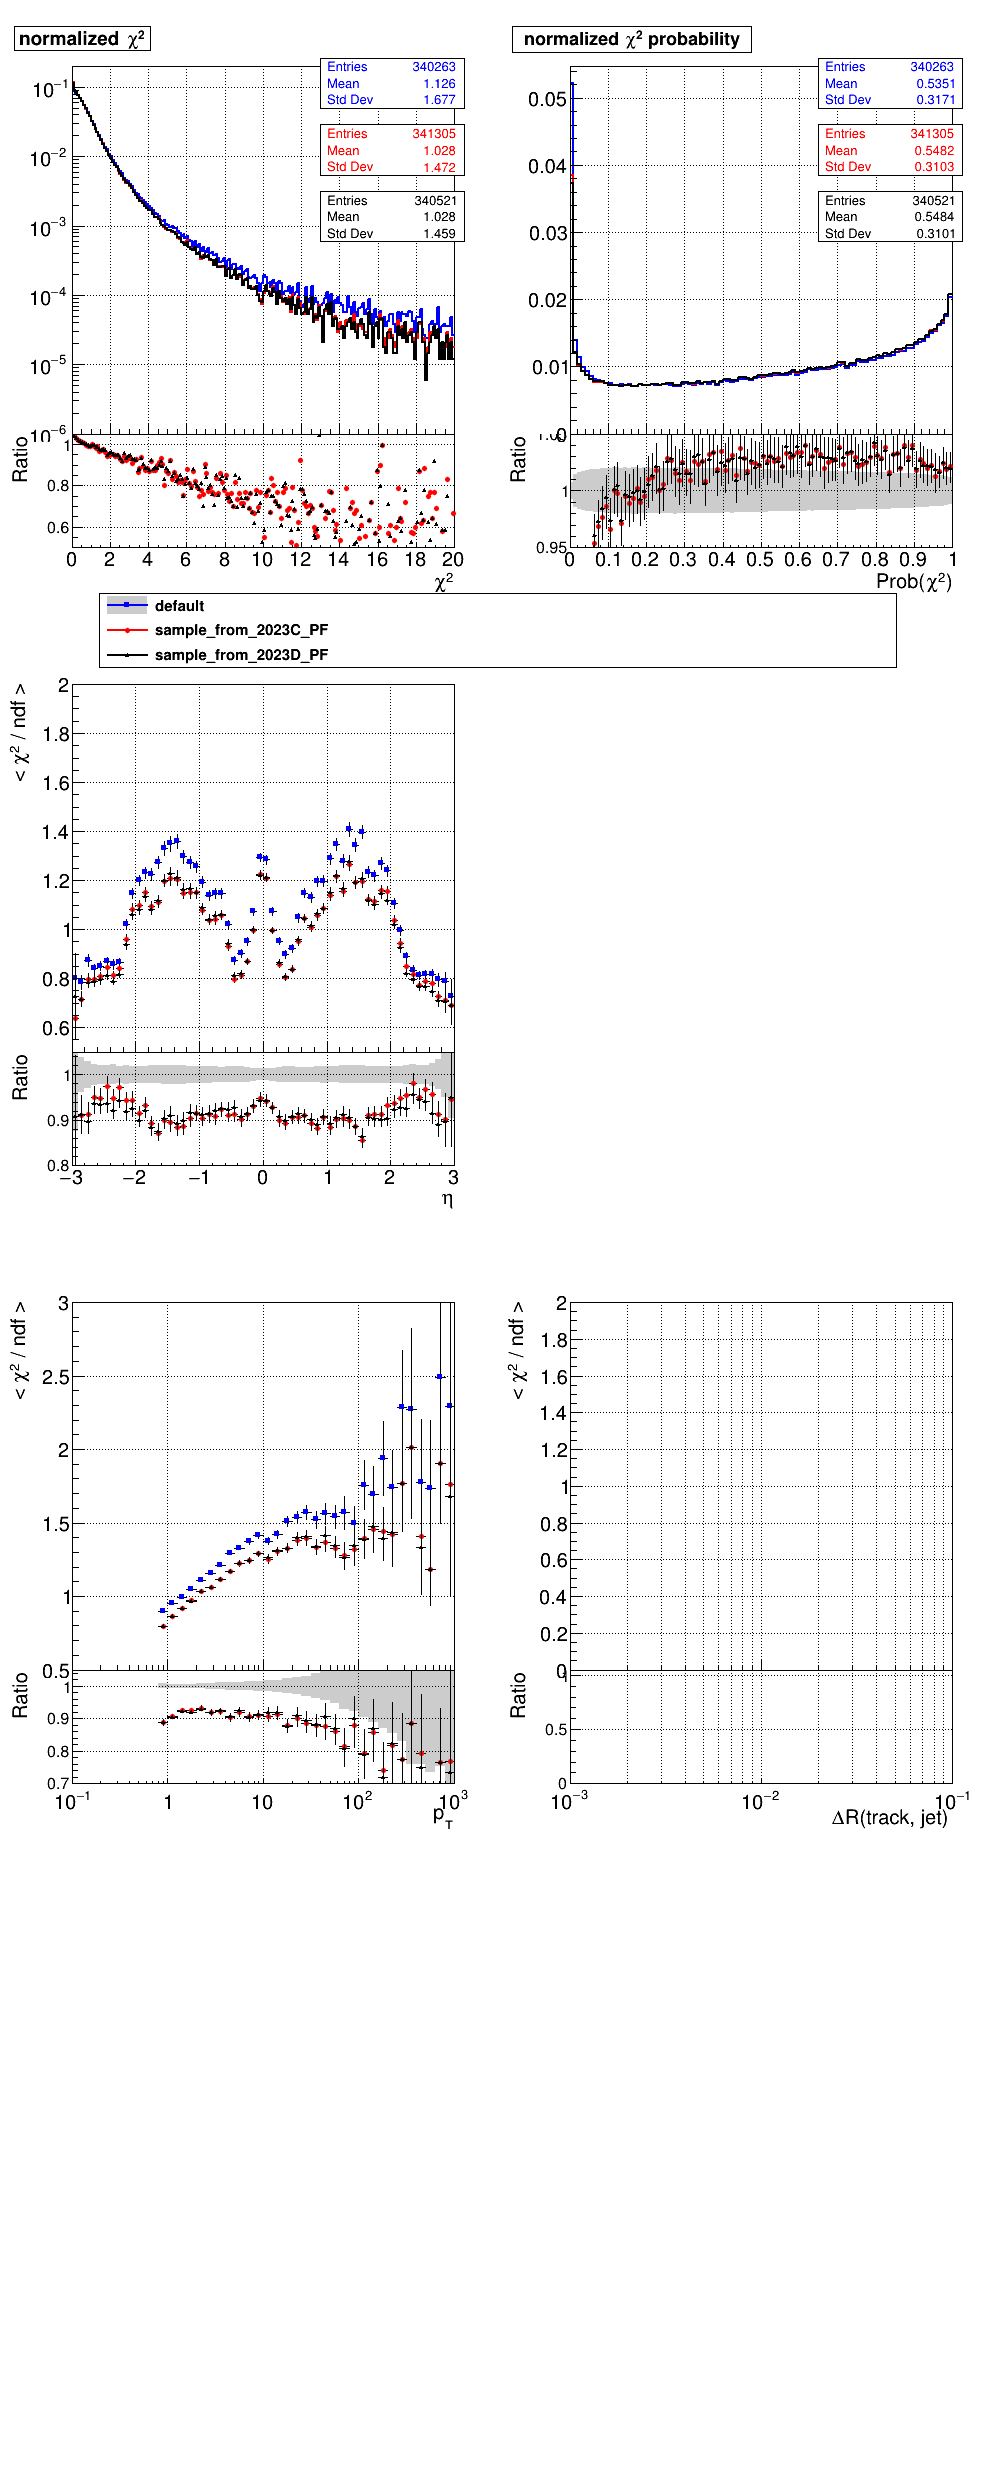 normalized χ²
Entries 340263
Mean 1.126
Std Dev 1.677
Entries 341305
Mean 1.028
Std Dev 1.472
Entries 340521
Mean 1.028
Std Dev 1.459
10⁻¹
10⁻²
10⁻³
10⁻⁴
10⁻⁵
10⁻⁶
Ratio
1
0.8
0.6
0 2 4 6 8 10 12 14 16 18 20
χ²
normalized χ² probability
Entries 340263
Mean 0.5351
Std Dev 0.3171
Entries 341305
Mean 0.5482
Std Dev 0.3103
Entries 340521
Mean 0.5484
Std Dev 0.3101
0.05
0.04
0.03
0.02
0.01
0
Ratio
1
0.95
0 0.1 0.2 0.3 0.4 0.5 0.6 0.7 0.8 0.9 1
Prob(χ²)
default
sample_from_2023C_PF
sample_from_2023D_PF
< χ² / ndf >
2
1.8
1.6
1.4
1.2
1
0.8
0.6
Ratio
1
0.9
0.8
−3 −2 −1 0 1 2 3
η
< χ² / ndf >
3
2.5
2
1.5
1
0.5
Ratio
1
0.9
0.8
0.7
10⁻¹ 1 10 10² 10³
p_T
< χ² / ndf >
2
1.8
1.6
1.4
1.2
1
0.8
0.6
0.4
0.2
0
Ratio
1
0.5
0
10⁻³ 10⁻² 10⁻¹
ΔR(track, jet)